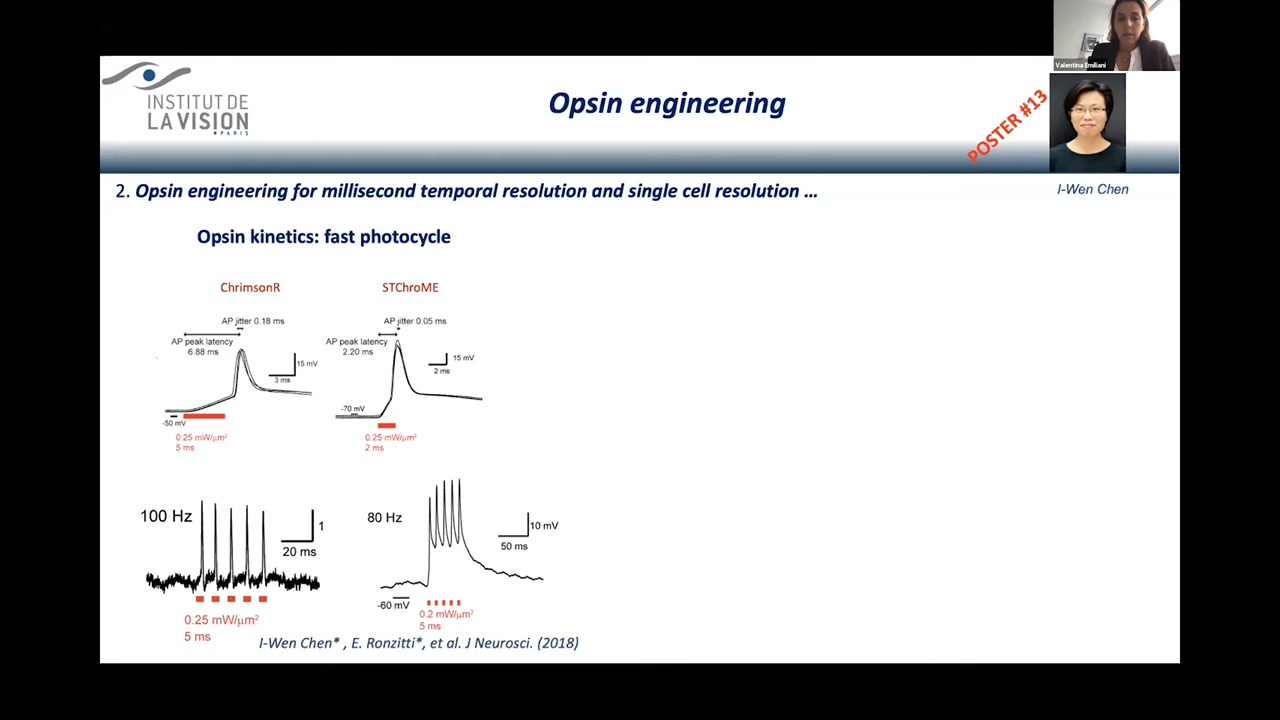 Valentina Emiliani
INSTITUT DE
LA VISION
• PARIS
Opsin engineering
POSTER #13
I-Wen Chen
2. Opsin engineering for millisecond temporal resolution and single cell resolution ...
Opsin kinetics: fast photocycle
ChrimsonR
STChroME
AP jitter 0.18 ms
AP peak latency
6.88 ms
15 mV
3 ms
-50 mV
0.25 mW/µm²
5 ms
AP jitter 0.05 ms
AP peak latency
2.20 ms
15 mV
2 ms
-70 mV
0.25 mW/µm²
2 ms
100 Hz
1
20 ms
0.25 mW/µm²
5 ms
80 Hz
10 mV
50 ms
-60 mV
0.2 mW/µm²
5 ms
I-Wen Chen* , E. Ronzitti*, et al. J Neurosci. (2018)